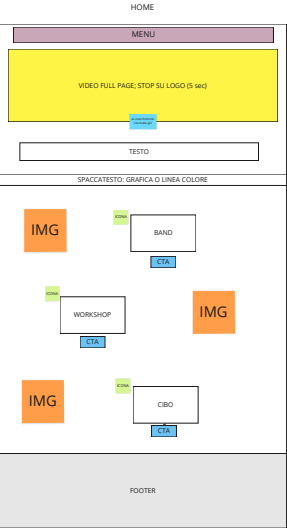 HOME
MENU
VIDEO FULL PAGE; STOP SU LOGO (5 sec)
TESTO
SPACCATESTO: GRAFICA O LINEA COLORE
IMG
ICONA
BAND
CTA
ICONA
WORKSHOP
IMG
CTA
ICONA
IMG
CIBO
CTA
FOOTER